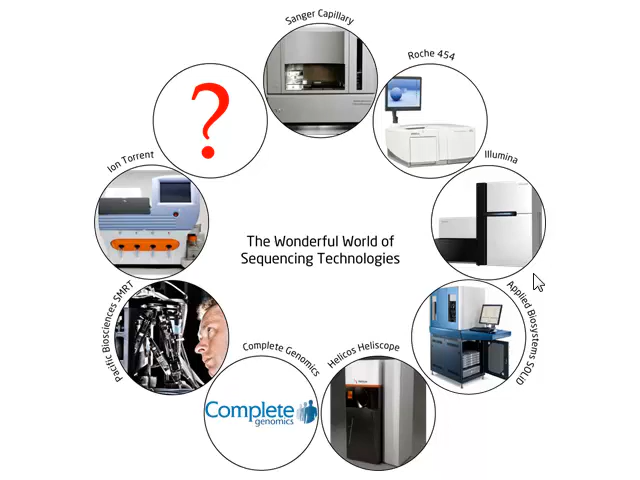 Sanger Capillary
Roche 454
Illumina
Applied Biosystems SOLiD
Helicos Heliscope
Complete Genomics
Pacific Biosciences SMRT
Ion Torrent
?
The Wonderful World of
Sequencing Technologies
Complete
genomics